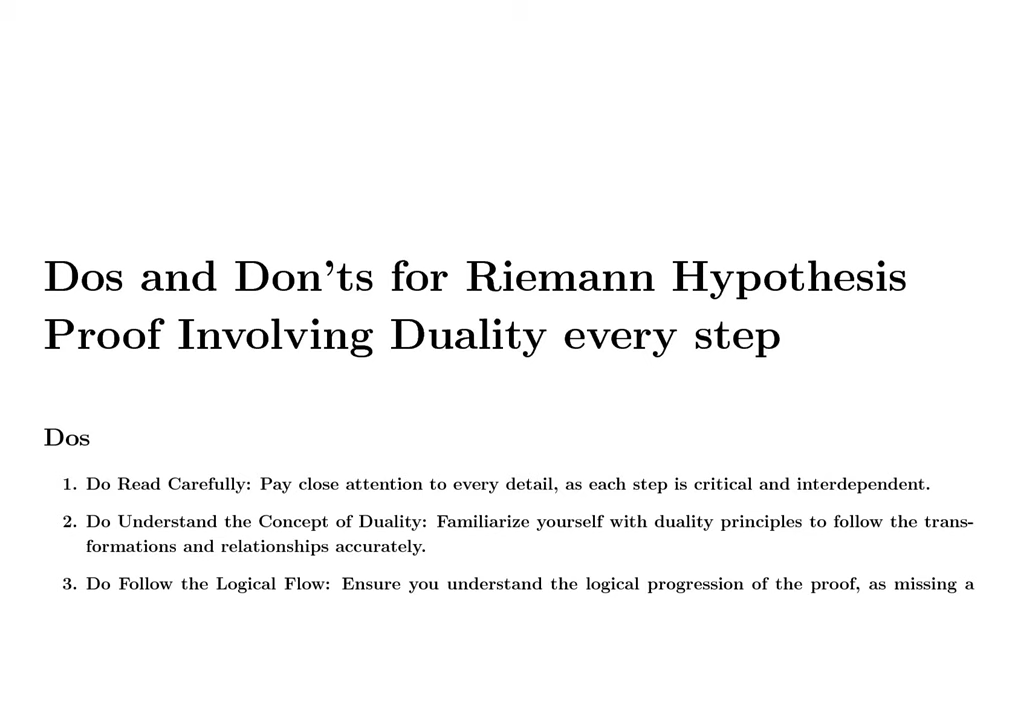 Dos and Don'ts for Riemann Hypothesis
Proof Involving Duality every step
Dos
1. Do Read Carefully: Pay close attention to every detail, as each step is critical and interdependent.
2. Do Understand the Concept of Duality: Familiarize yourself with duality principles to follow the trans-
formations and relationships accurately.
3. Do Follow the Logical Flow: Ensure you understand the logical progression of the proof, as missing a